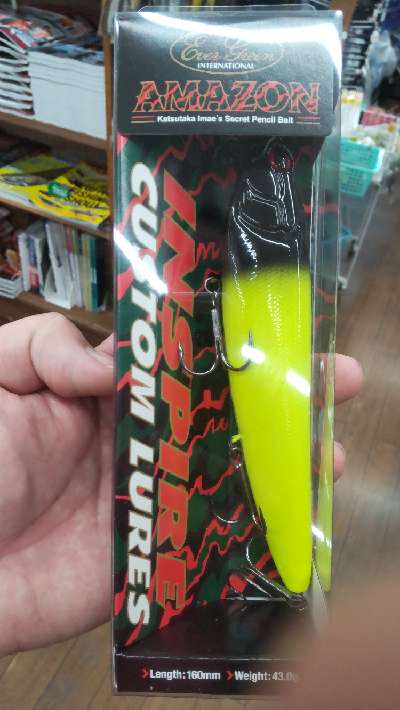 Ever Green
INTERNATIONAL
AMAZON
Katsutaka Imae's Secret Pencil Bait
INSPIRE
CUSTOM LURES
Length: 160mm Weight: 43.0g